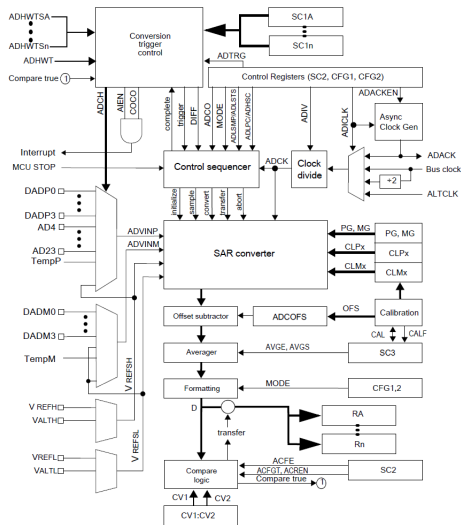 ADHWTSA
ADHWTSn
ADHWT
Compare true 1
Conversion
trigger
control
SC1A
SC1n
ADTRG
Control Registers (SC2, CFG1, CFG2)
ADACKEN
ADCH
AIEN
COCO
complete
trigger
DIFF
ADCO
MODE
ADLSMP/ADLSTS
ADLPC/ADHSC
ADIV
ADICLK
Async
Clock Gen
Interrupt
MCU STOP
Control sequencer
ADCK
Clock
divide
ADACK
Bus clock
÷2
ALTCLK
DADP0
DADP3
AD4
AD23
TempP
initialize
sample
convert
transfer
abort
ADVINP
ADVINM
SAR converter
PG, MG
PG, MG
CLPx
CLPx
CLMx
CLMx
DADM0
DADM3
TempM
Offset subtractor
ADCOFS
OFS
Calibration
CAL
CALF
Averager
AVGE, AVGS
SC3
V REFSH
Formatting
MODE
CFG1,2
V REFH
VALTH
D
transfer
RA
Rn
V REFSL
VREFL
VALTL
Compare
logic
ACFE
ACFGT, ACREN
Compare true 1
SC2
CV1
CV2
CV1:CV2